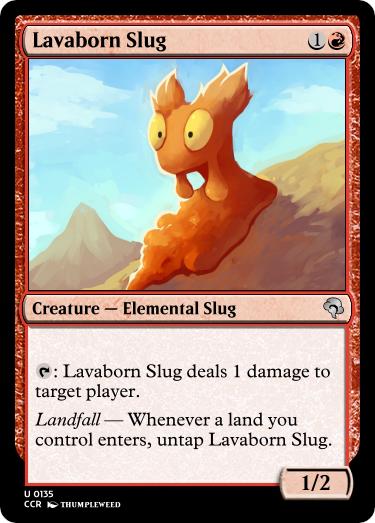 Lavaborn Slug 1
Creature — Elemental Slug
: Lavaborn Slug deals 1 damage to
target player.
Landfall — Whenever a land you
control enters, untap Lavaborn Slug.
1/2
U 0135
CCR THUMPLEWEED